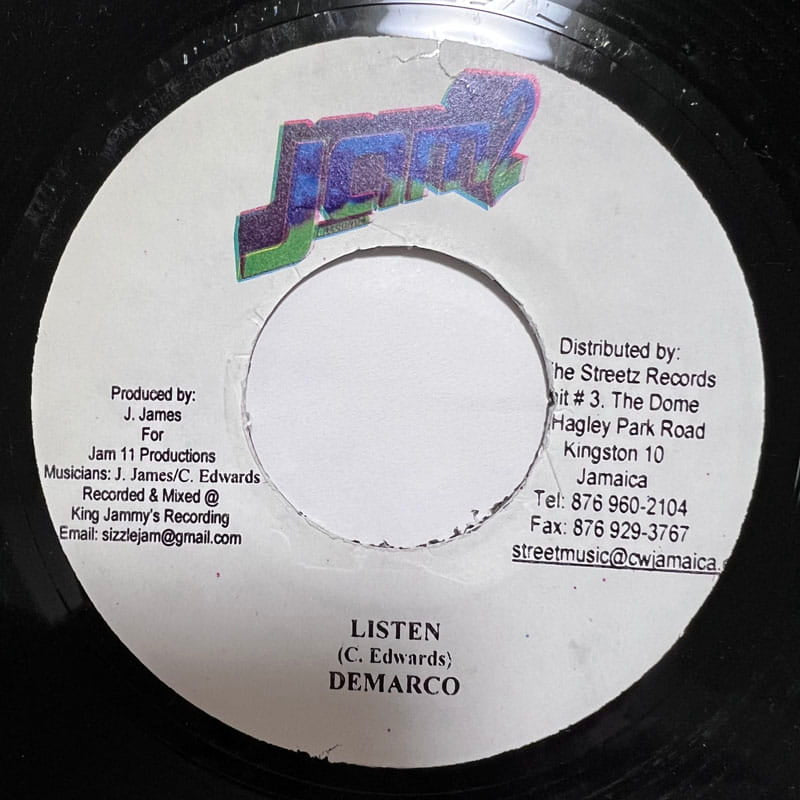 Jam2
Produced by:
J. James
For
Jam 11 Productions
Musicians: J. James/C. Edwards
Recorded & Mixed @
King Jammy's Recording
Email: sizzlejam@gmail.com
Distributed by:
he Streetz Records
it # 3. The Dome
Hagley Park Road
Kingston 10
Jamaica
Tel: 876 960-2104
Fax: 876 929-3767
streetmusic@cwjamaica.
LISTEN
(C. Edwards)
DEMARCO